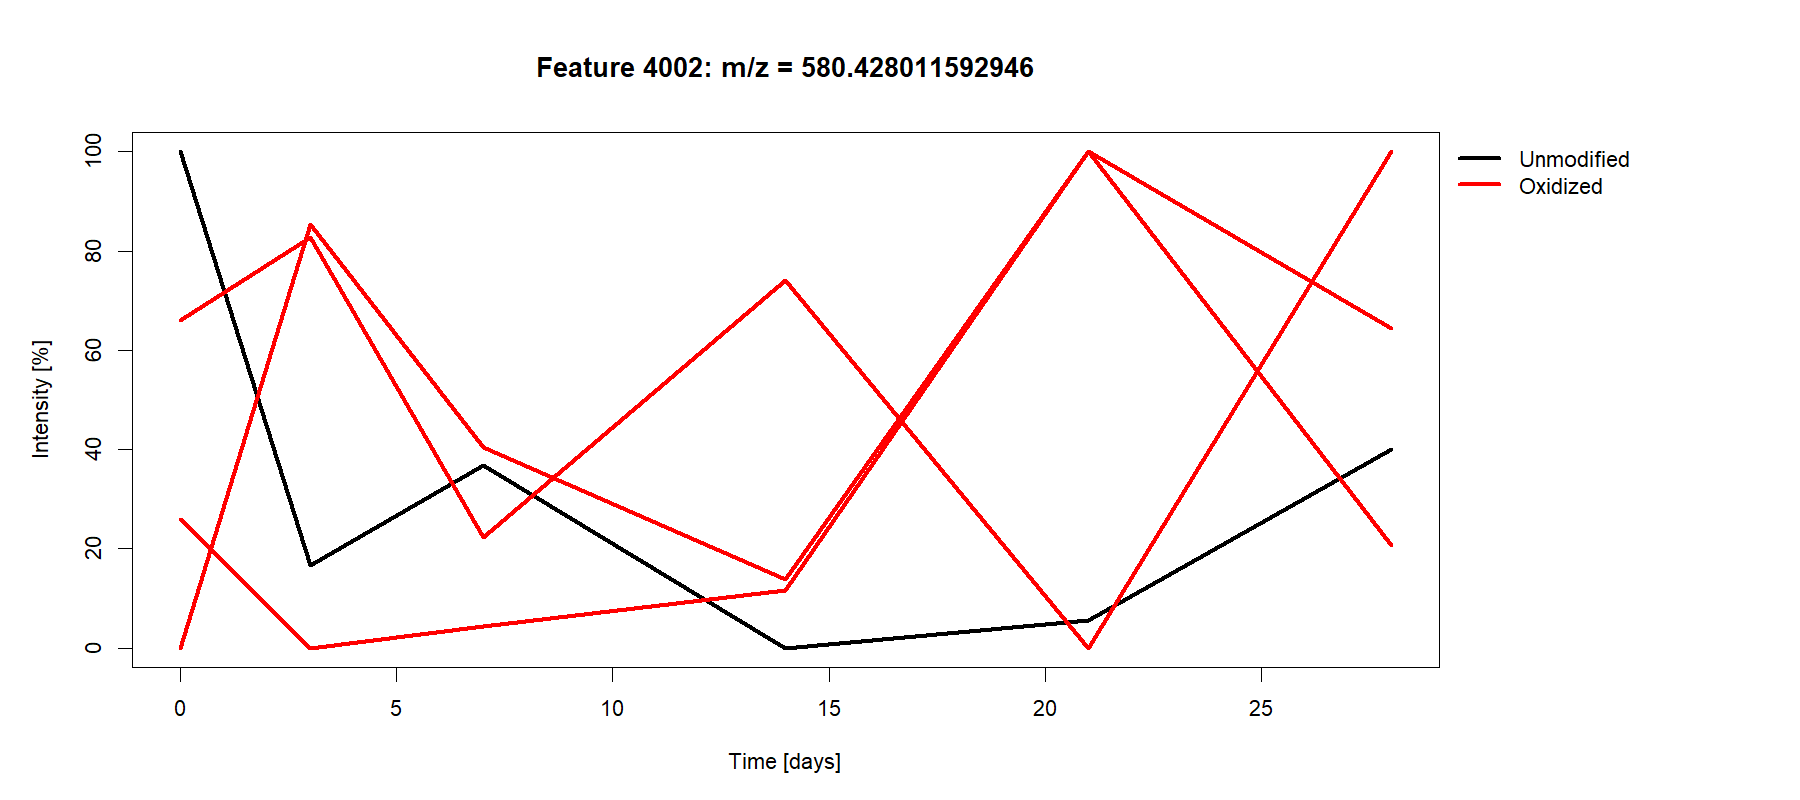 Feature 4002: m/z = 580.428011592946
Unmodified
Oxidized
Intensity [%]
100
80
60
40
20
0
0 5 10 15 20 25
Time [days]